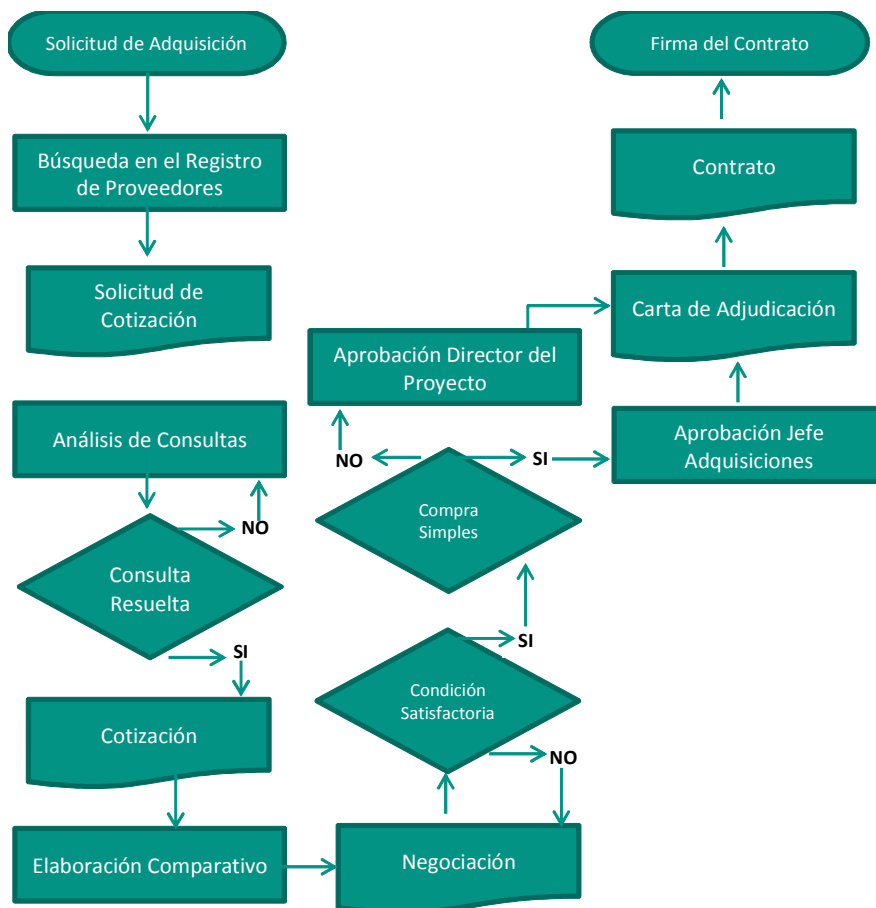 Solicitud de Adquisición
Búsqueda en el Registro
de Proveedores
Solicitud de
Cotización
Análisis de Consultas
NO
Consulta
Resuelta
SI
Cotización
Elaboración Comparativo
Negociación
NO
Condición
Satisfactoria
SI
Compra
Simples
NO
SI
Aprobación Director del
Proyecto
Aprobación Jefe
Adquisiciones
Carta de Adjudicación
Contrato
Firma del Contrato